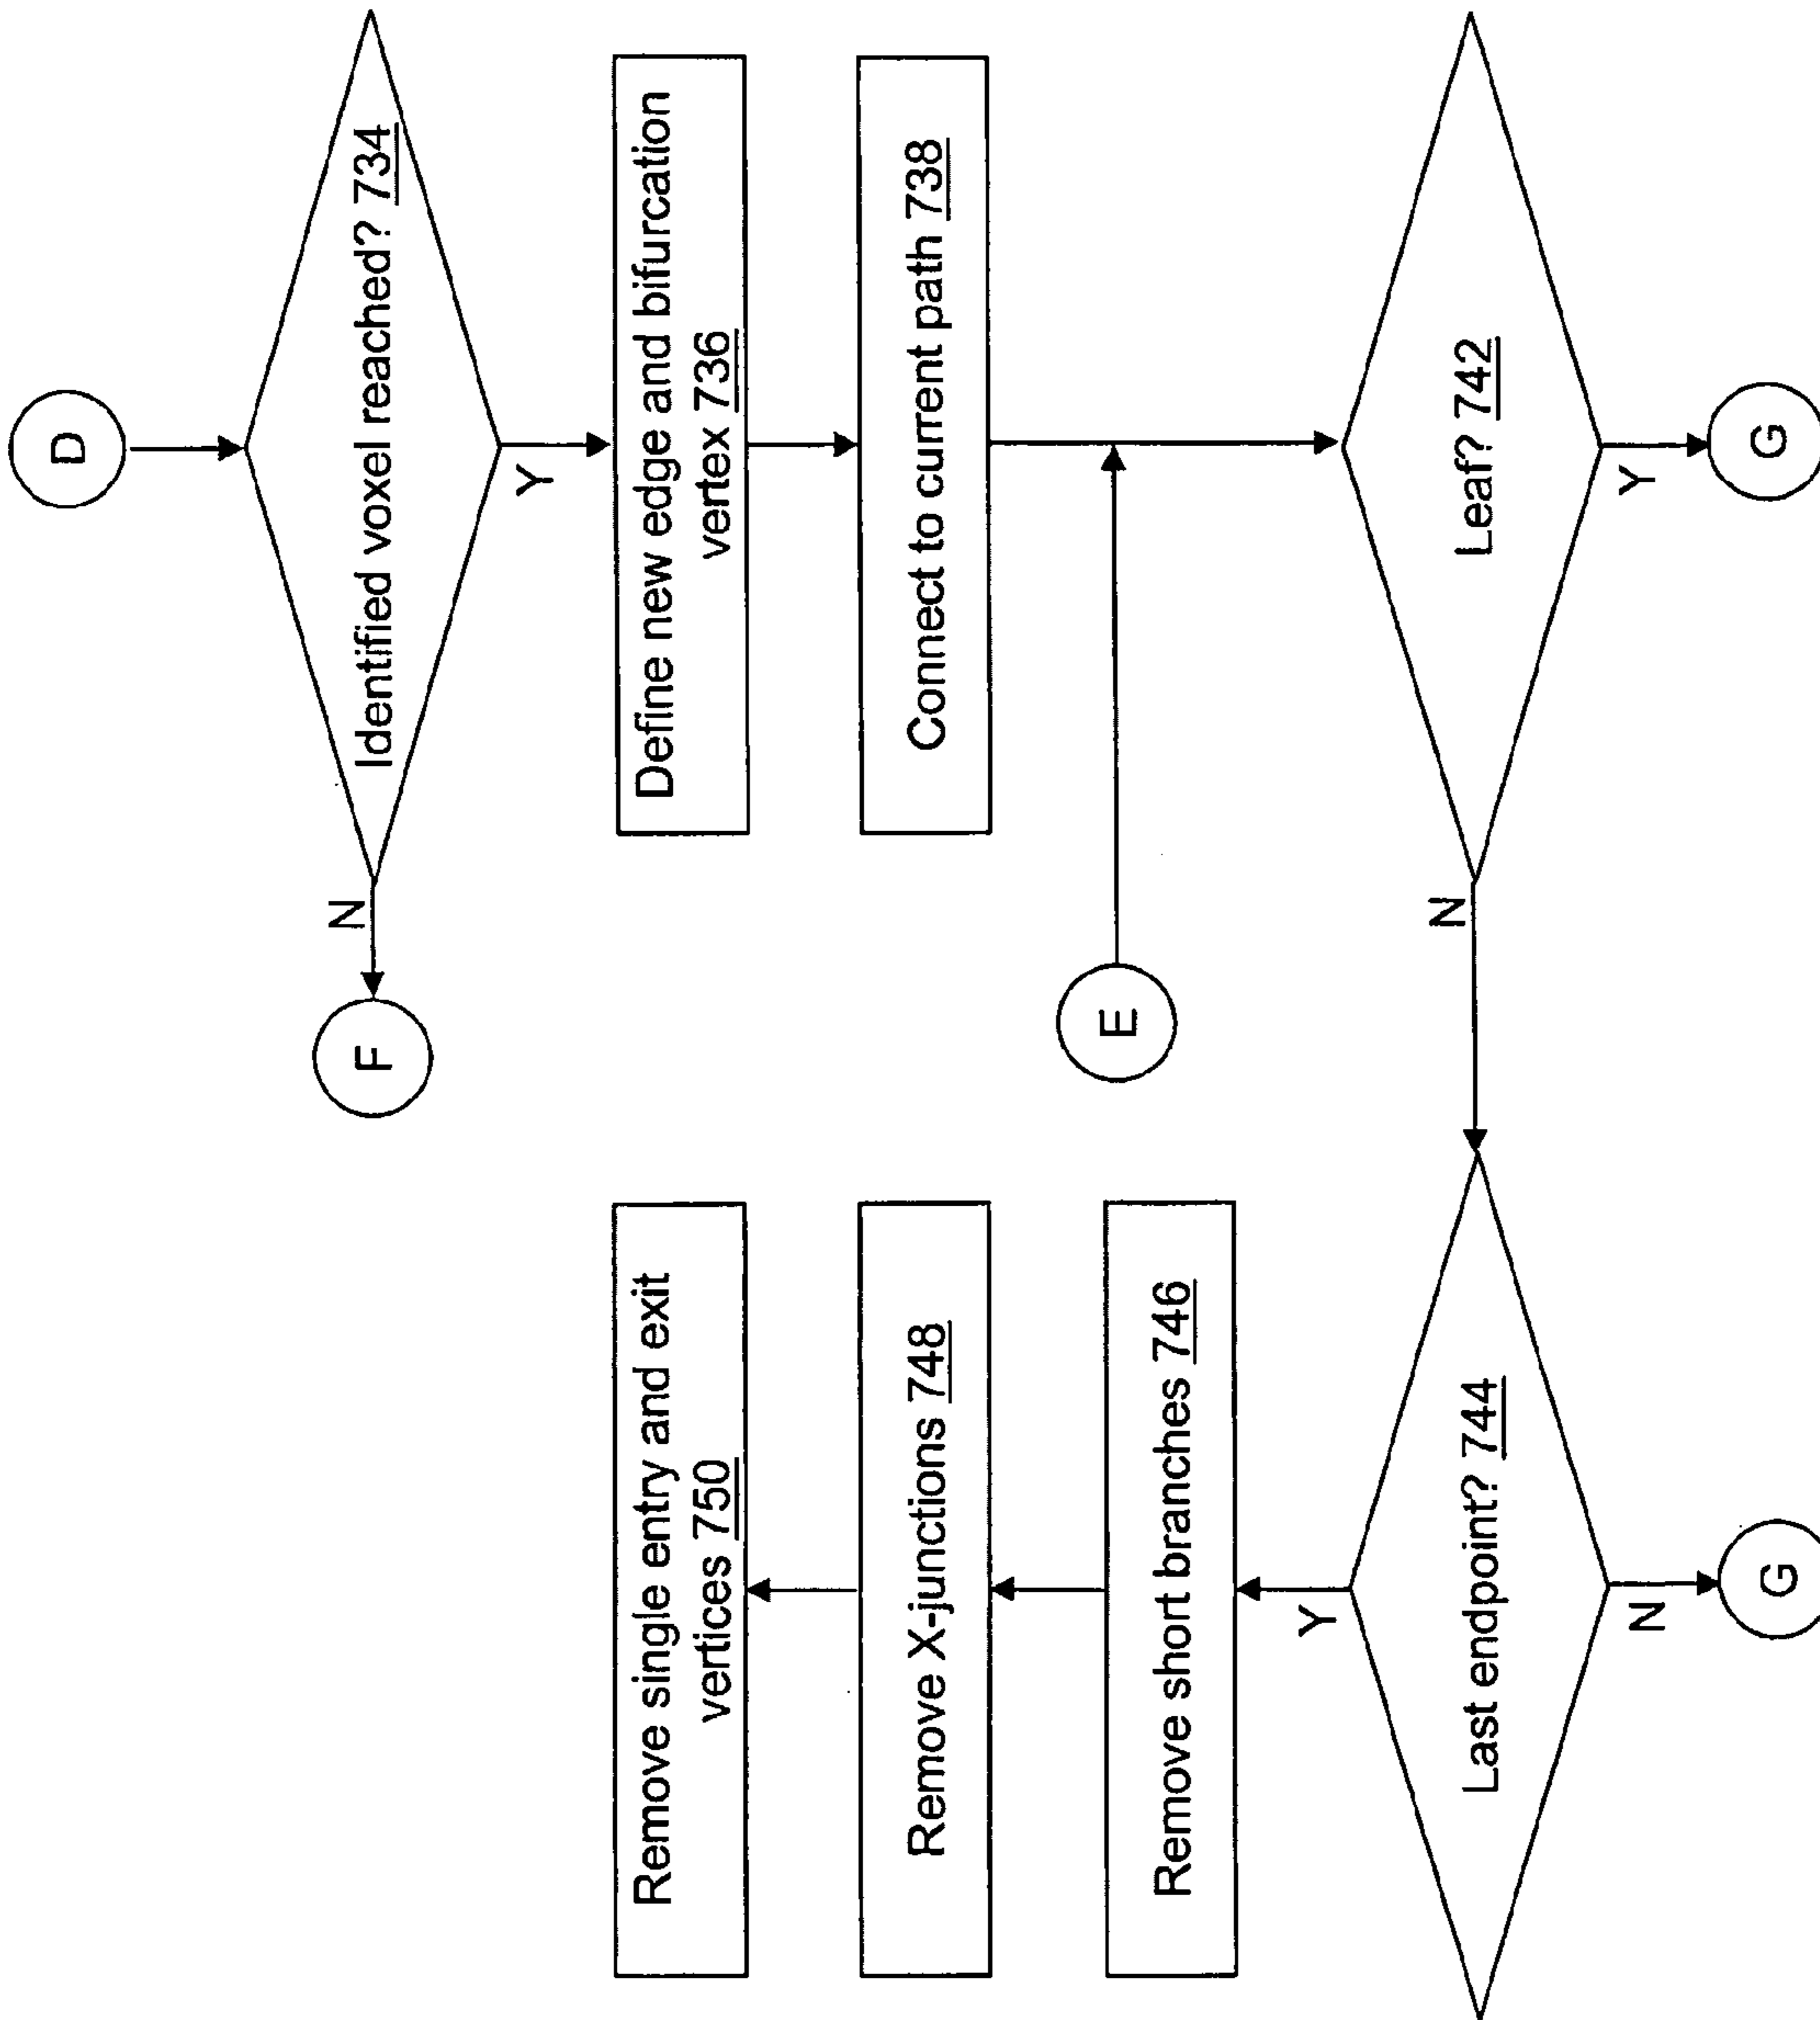 D
Identified voxel reached? 734
N
F
Y
Define new edge and bifurcation
vertex 736
Connect to current path 738
E
Leaf? 742
Y
G
N
Last endpoint? 744
N
G
Y
Remove short branches 746
Remove X-junctions 748
Remove single entry and exit
vertices 750